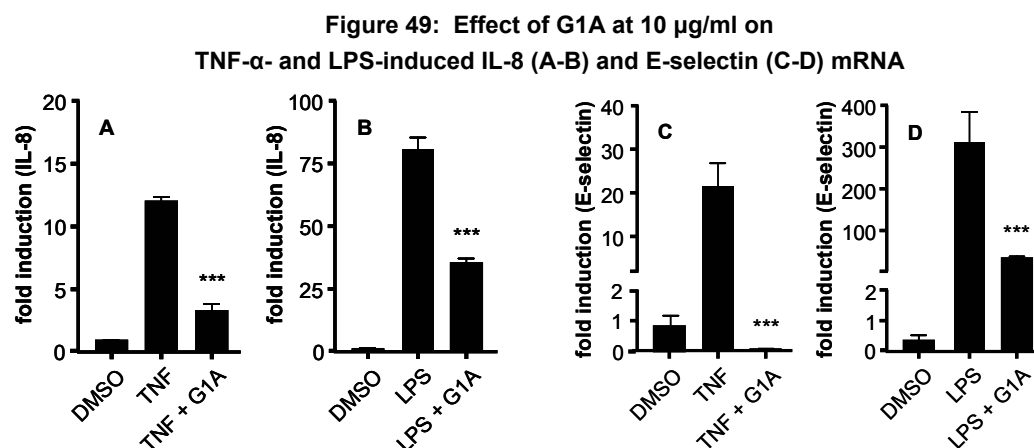 Figure 49: Effect of G1A at 10 µg/ml on
TNF-α- and LPS-induced IL-8 (A-B) and E-selectin (C-D) mRNA
A
fold induction (IL-8)
20
15
10
5
0
DMSO
TNF
TNF + G1A
***
B
fold induction (IL-8)
100
75
50
25
0
DMSO
LPS
LPS + G1A
***
C
fold induction (E-selectin)
40
30
20
10
2
1
0
DMSO
TNF
TNF + G1A
***
D
fold induction (E-selectin)
400
300
200
100
2
1
0
DMSO
LPS
LPS + G1A
***